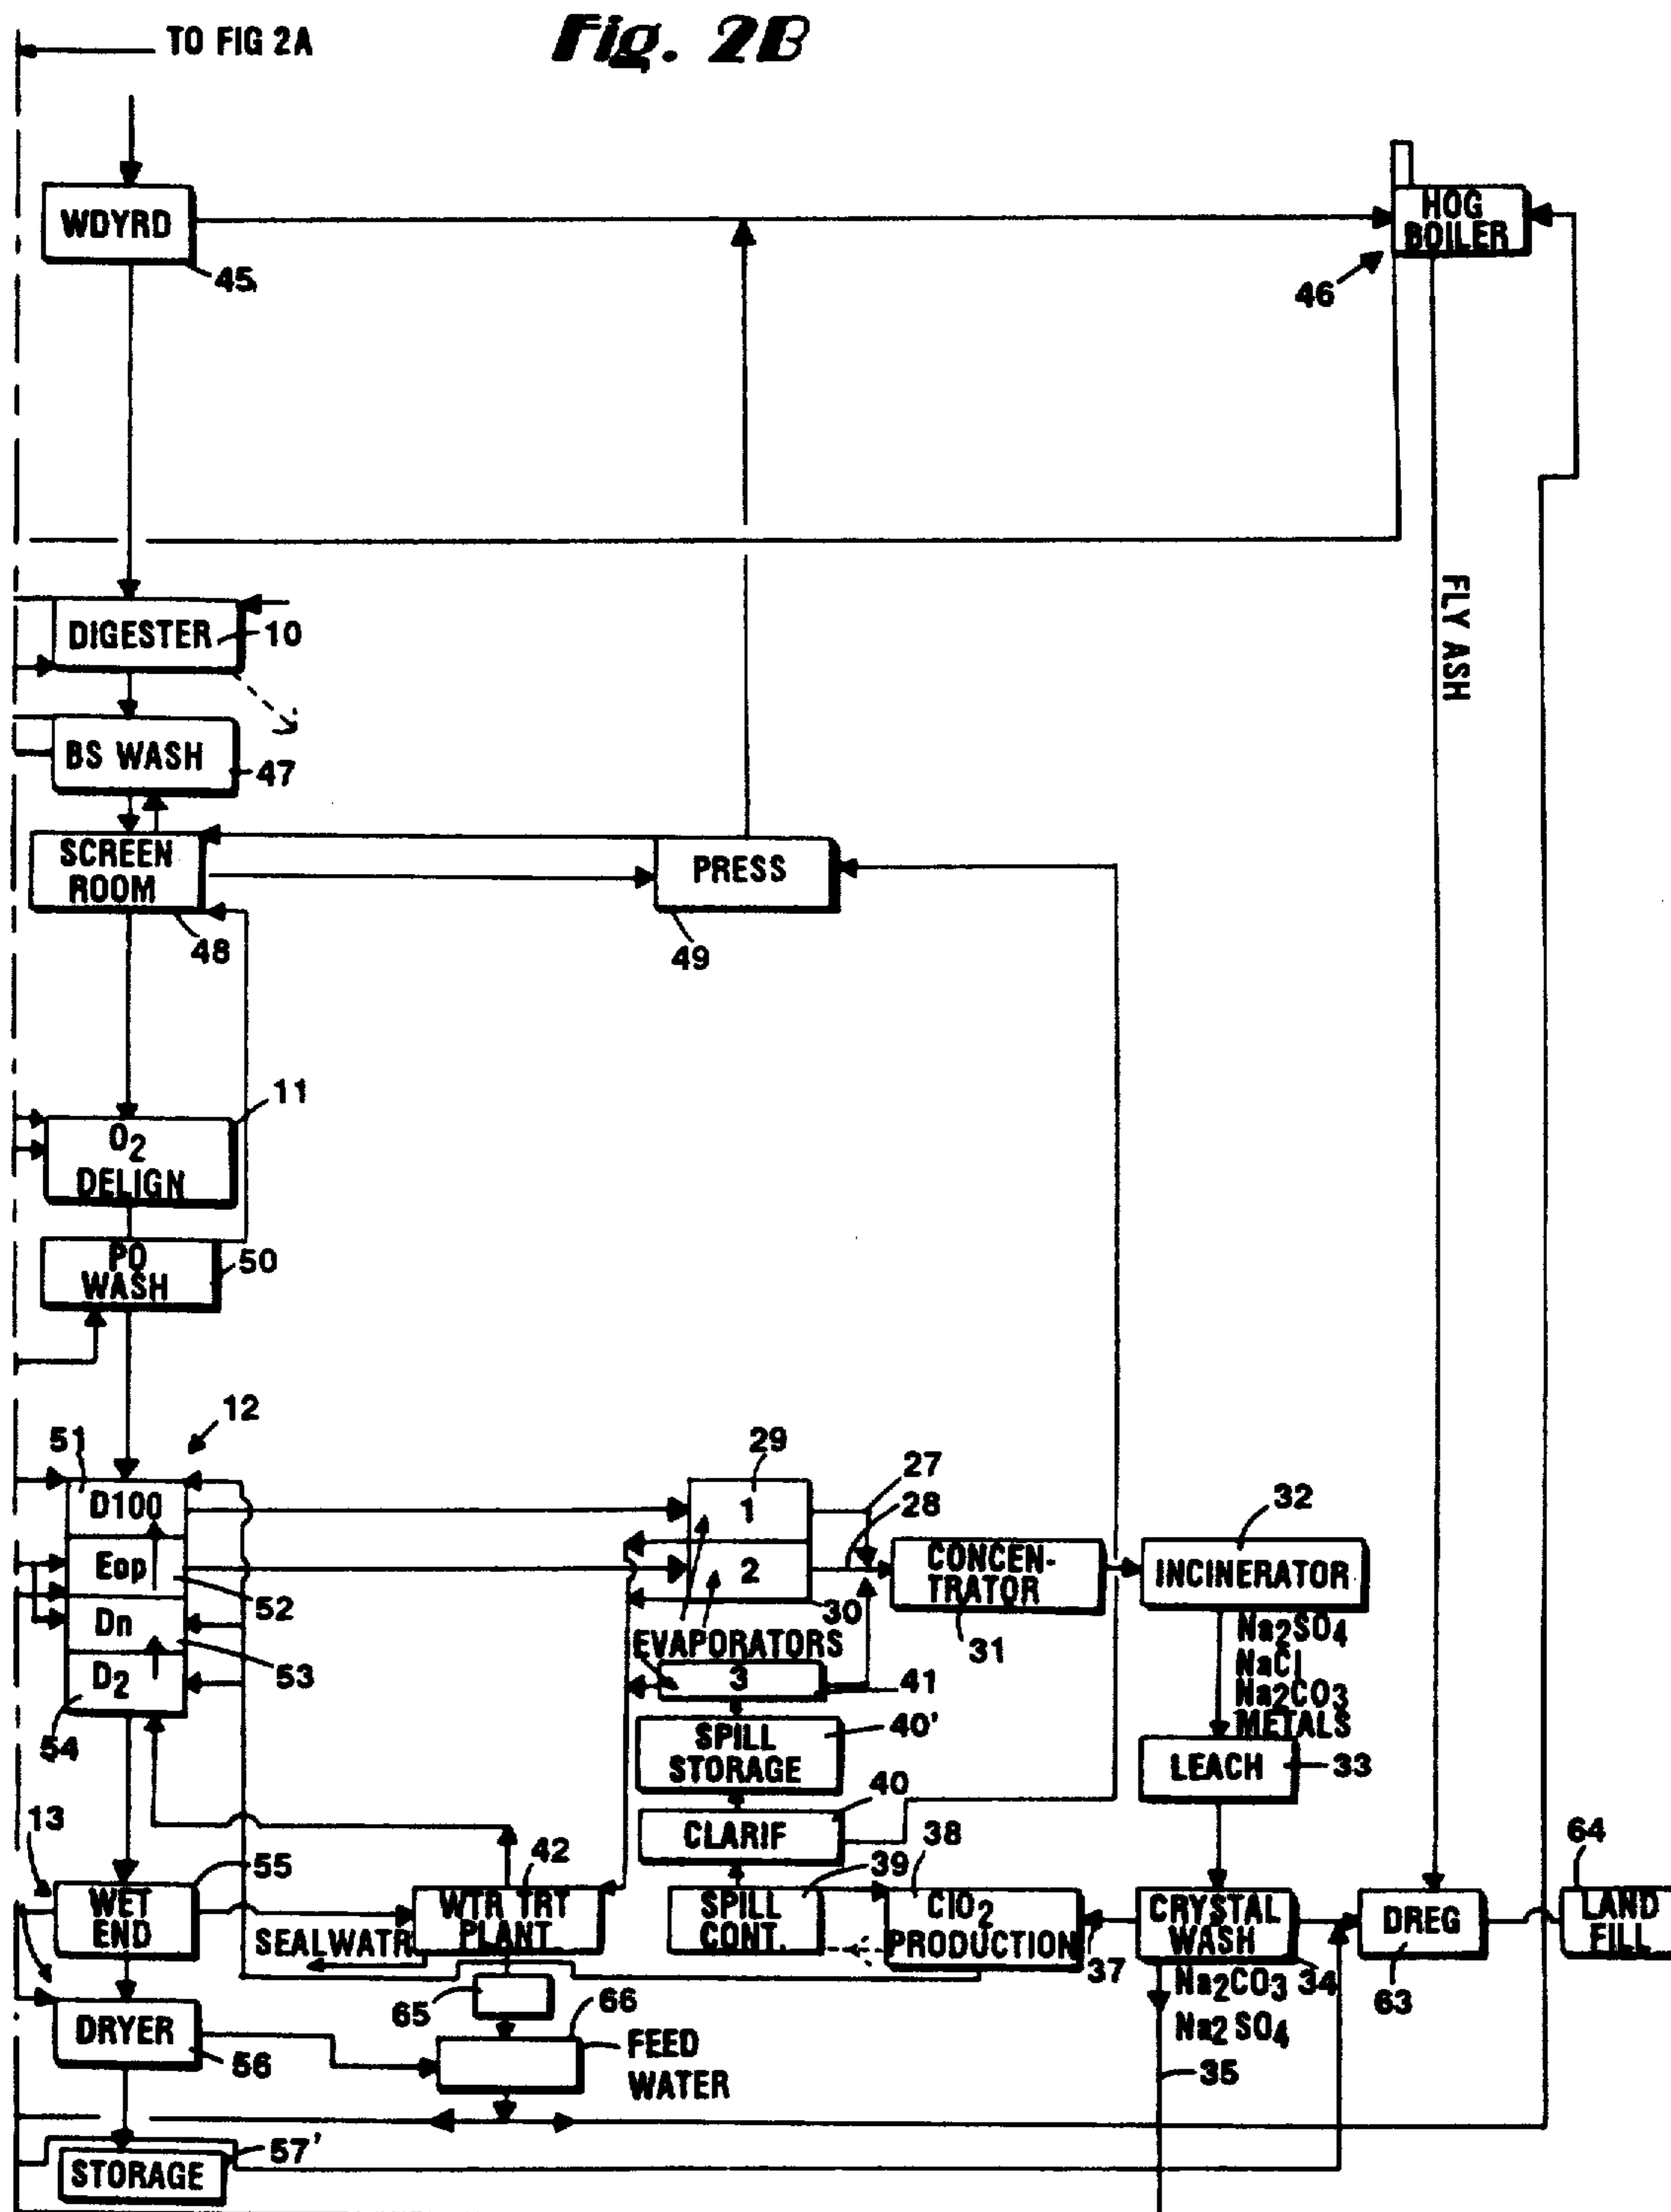 TO FIG 2A
Fig. 2B
WDYRD
45
HOG
BOILER
46
FLY ASH
DIGESTER
10
BS WASH
47
SCREEN
ROOM
48
PRESS
49
11
O2
DELIGN
PO
WASH
50
12
51
D100
Eop
52
Dn
53
D2
54
29
1
27
28
2
30
EVAPORATORS
3
41
CONCEN-
TRATOR
31
32
INCINERATOR
Na2SO4
NaCl
Na2CO3
METALS
LEACH
33
SPILL
STORAGE
40'
CLARIF
40
38
39
SPILL
CONT.
ClO2
PRODUCTION
37
CRYSTAL
WASH
34
Na2CO3
Na2SO4
35
DREG
63
64
LAND
FILL
13
WET
END
55
42
WTR TRT
PLANT
SEALWATR
65
66
FEED
WATER
DRYER
56
57'
STORAGE